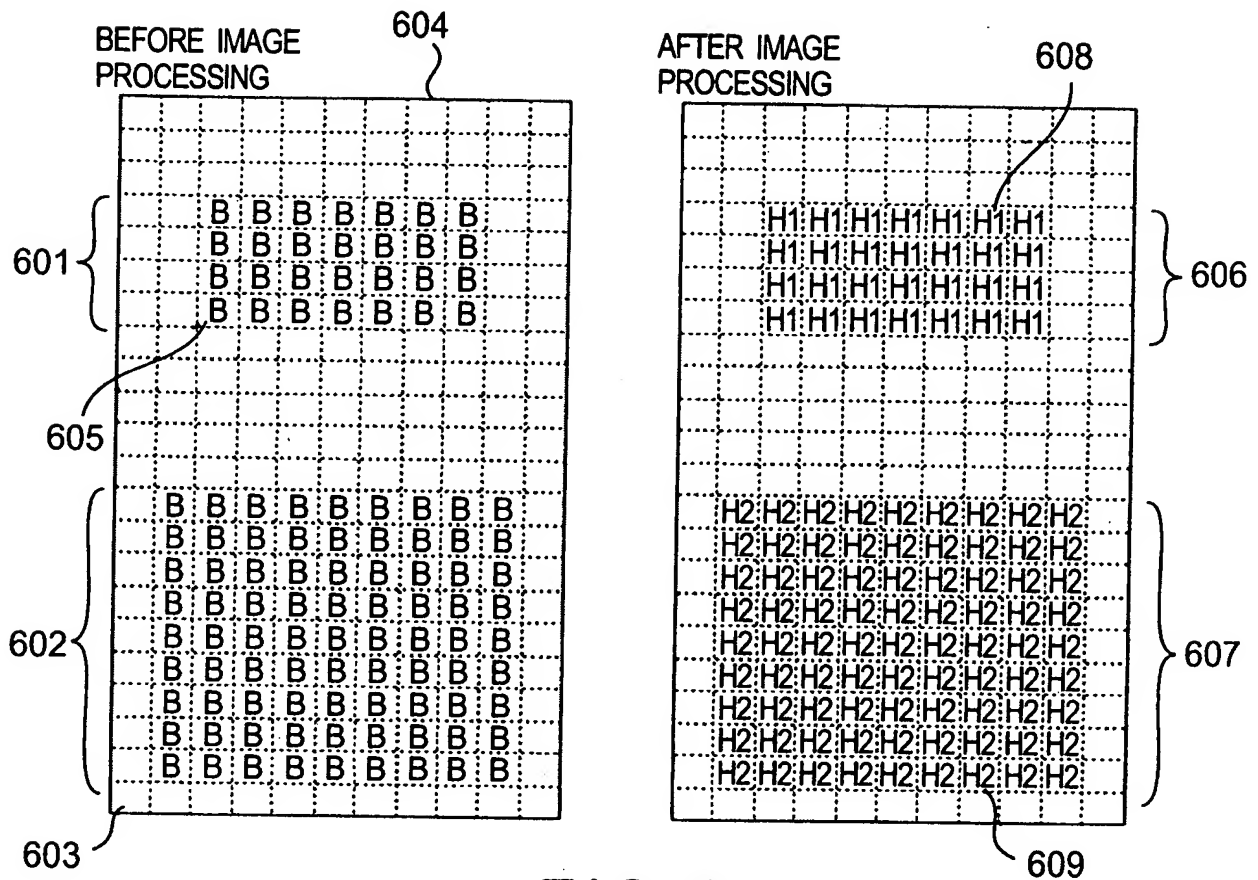 BEFORE IMAGE
PROCESSING
604
601
B B B B B B B
B B B B B B B
B B B B B B B
B B B B B B B
605
602
B B B B B B B B B
B B B B B B B B B
B B B B B B B B B
B B B B B B B B B
B B B B B B B B B
B B B B B B B B B
B B B B B B B B B
B B B B B B B B B
B B B B B B B B B
603
AFTER IMAGE
PROCESSING
608
H1 H1 H1 H1 H1 H1 H1
H1 H1 H1 H1 H1 H1 H1
H1 H1 H1 H1 H1 H1 H1
H1 H1 H1 H1 H1 H1 H1
606
H2 H2 H2 H2 H2 H2 H2 H2 H2
H2 H2 H2 H2 H2 H2 H2 H2 H2
H2 H2 H2 H2 H2 H2 H2 H2 H2
H2 H2 H2 H2 H2 H2 H2 H2 H2
H2 H2 H2 H2 H2 H2 H2 H2 H2
H2 H2 H2 H2 H2 H2 H2 H2 H2
H2 H2 H2 H2 H2 H2 H2 H2 H2
H2 H2 H2 H2 H2 H2 H2 H2 H2
H2 H2 H2 H2 H2 H2 H2 H2 H2
607
609